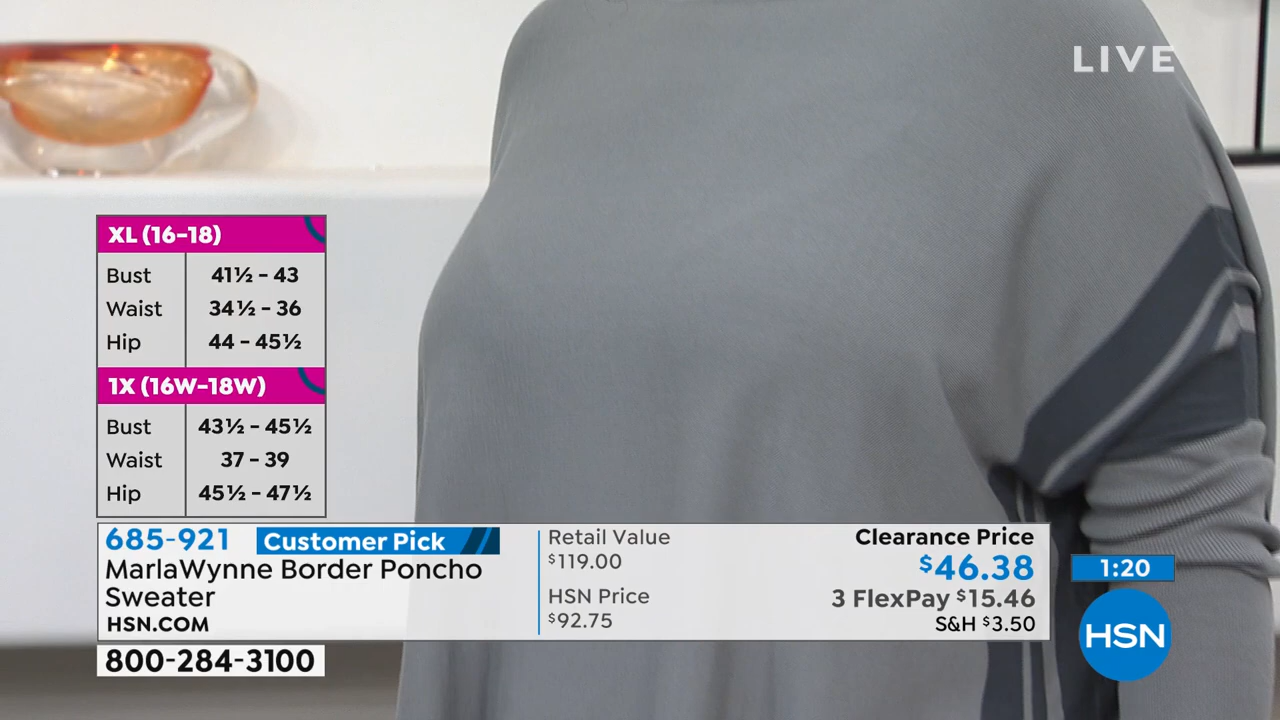 LIVE
XL (16-18)
Bust 41½ - 43
Waist 34½ - 36
Hip 44 - 45½
1X (16W-18W)
Bust 43½ - 45½
Waist 37 - 39
Hip 45½ - 47½
685-921 Customer Pick
MarlaWynne Border Poncho
Sweater
HSN.COM
Retail Value
$119.00
HSN Price
$92.75
Clearance Price
$46.38
3 FlexPay $15.46
S&H $3.50
1:20
HSN
800-284-3100